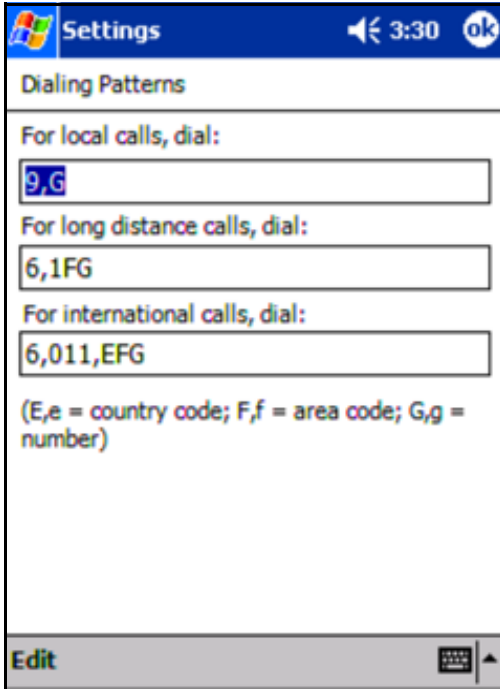 Settings 3:30 ok
Dialing Patterns
For local calls, dial:
9,G
For long distance calls, dial:
6,1FG
For international calls, dial:
6,011,EFG
(E,e = country code; F,f = area code; G,g =
number)
Edit